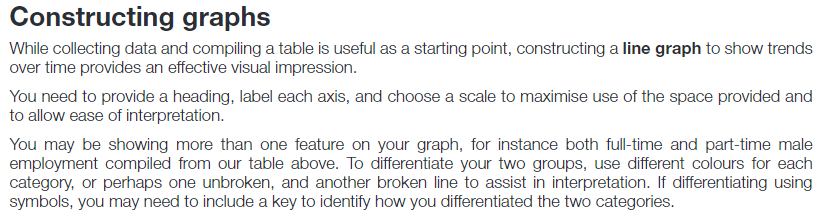 Constructing graphs
While collecting data and compiling a table is useful as a starting point, constructing a line graph to show trends
over time provides an effective visual impression.
You need to provide a heading, label each axis, and choose a scale to maximise use of the space provided and
to allow ease of interpretation.
You may be showing more than one feature on your graph, for instance both full-time and part-time male
employment compiled from our table above. To differentiate your two groups, use different colours for each
category, or perhaps one unbroken, and another broken line to assist in interpretation. If differentiating using
symbols, you may need to include a key to identify how you differentiated the two categories.